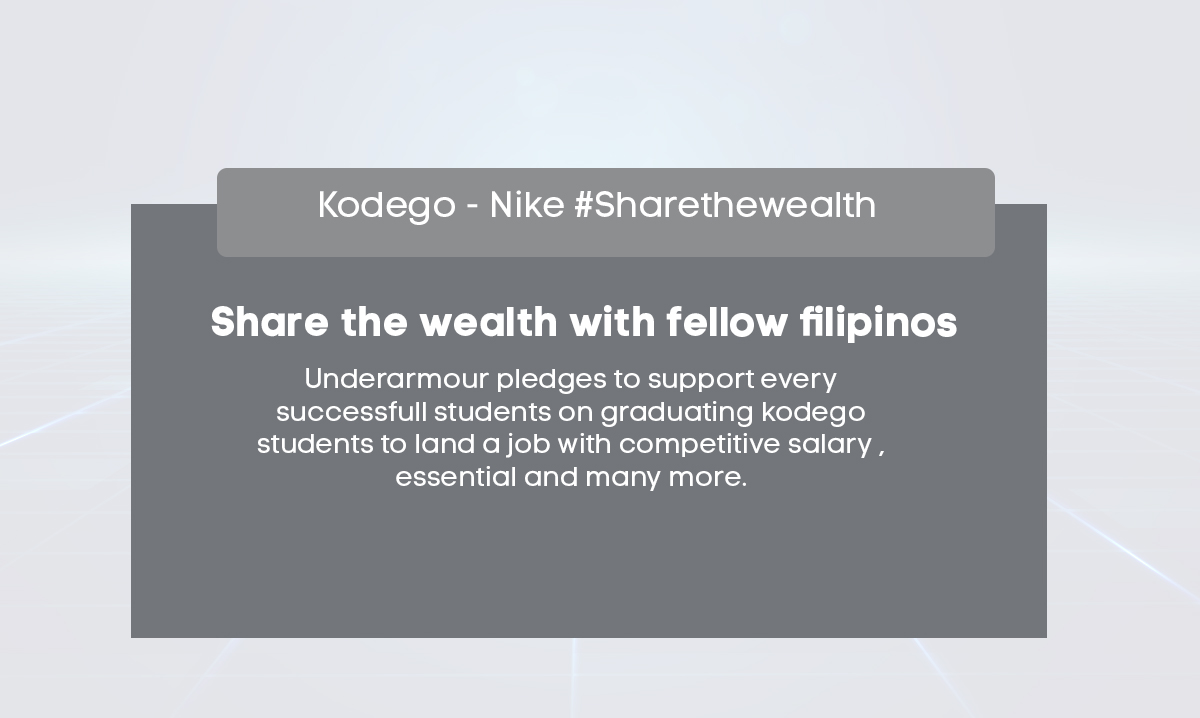 Kodego - Nike #Sharethewealth
Share the wealth with fellow filipinos
Underarmour pledges to support every
successfull students on graduating kodego
students to land a job with competitive salary ,
essential and many more.